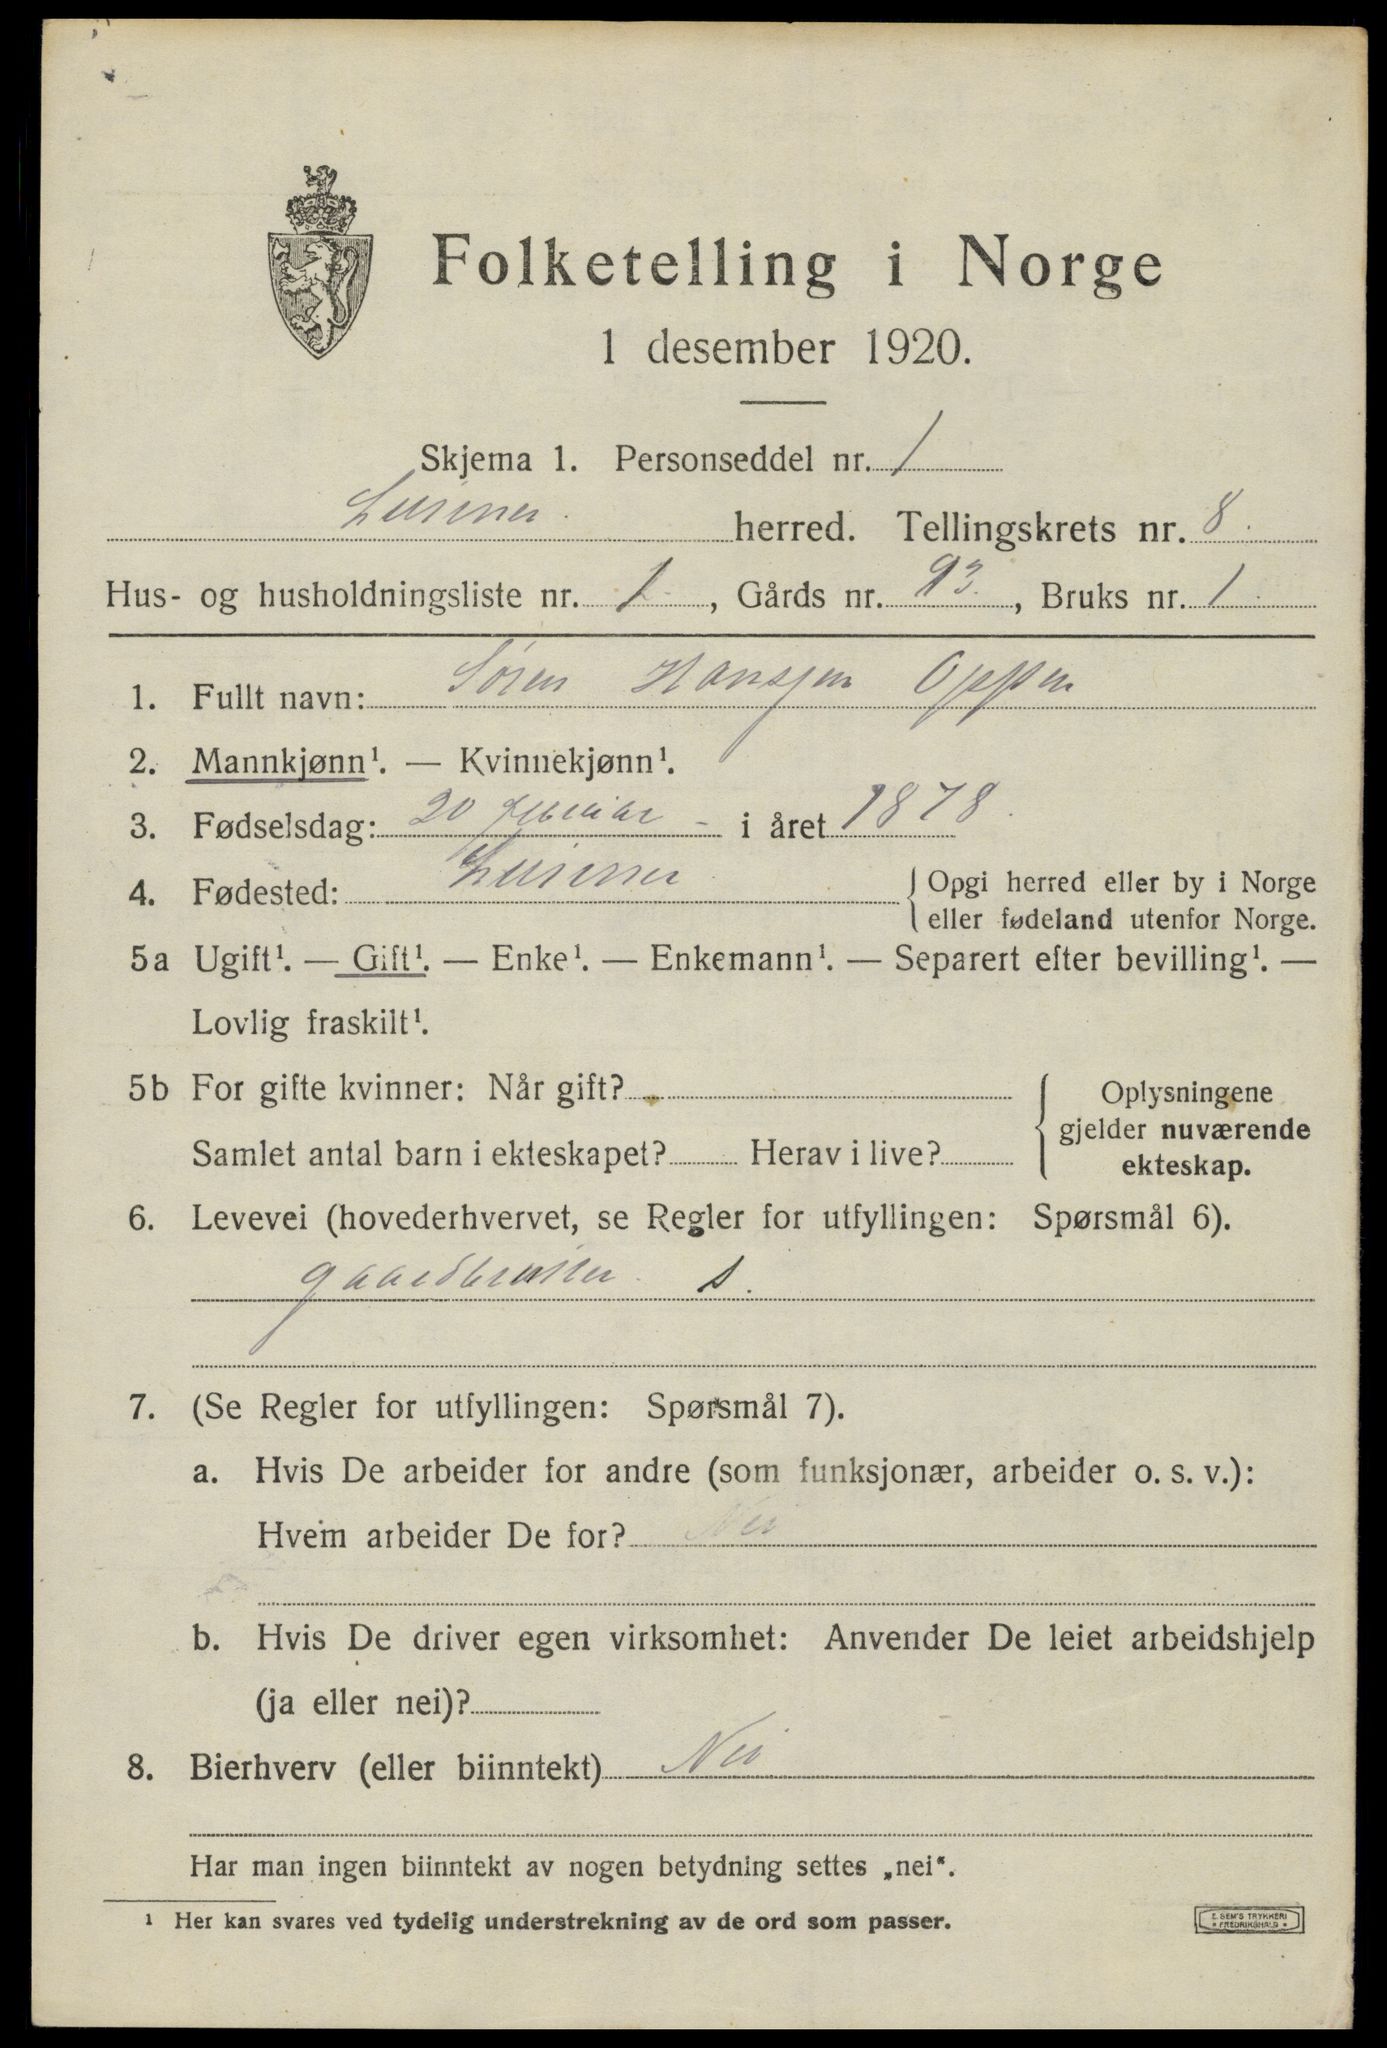 Folketelling i Norge
1 desember 1920.
Skjema 1. Personseddel nr. 1
Lunner herred. Tellingskrets nr. 8.
Hus- og husholdningsliste nr. 1, Gårds nr. 93, Bruks nr. 1
1. Fullt navn: Søren Hansen
2. Mannkjønn¹. — Kvinnekjønn¹.
3. Fødselsdag: 20 i året 1878.
4. Fødested: Lunner { Opgi herred eller by i Norge
eller fødeland utenfor Norge.
5a Ugift¹. — Gift¹. — Enke¹. — Enkemann¹. — Separert efter bevilling¹. —
Lovlig fraskilt¹.
5b For gifte kvinner: Når gift?
Samlet antal barn i ekteskapet? Herav i live?
{ Oplysningene
gjelder nuværende
ekteskap.
6. Levevei (hovederhvervet, se Regler for utfyllingen: Spørsmål 6).
gaardbruker s.
7. (Se Regler for utfyllingen: Spørsmål 7).
a. Hvis De arbeider for andre (som funksjonær, arbeider o. s. v.):
Hvem arbeider De for? Nei
b. Hvis De driver egen virksomhet: Anvender De leiet arbeidshjelp
(ja eller nei)?
8. Bierhverv (eller biinntekt) Nei
Har man ingen biinntekt av nogen betydning settes „nei“.
¹ Her kan svares ved tydelig understrekning av de ord som passer.
E. SEM'S TRYKKERI
* FREDRIKSHALD *